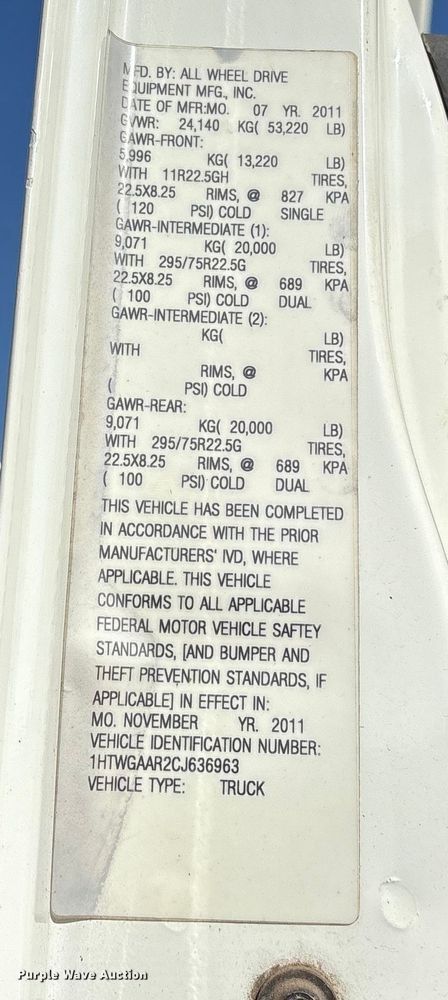 MFD. BY: ALL WHEEL DRIVE
EQUIPMENT MFG., INC.
DATE OF MFR:MO. 07 YR. 2011
GVWR: 24,140 KG( 53,220 LB)
GAWR-FRONT:
5,996 KG( 13,220 LB)
WITH 11R22.5GH TIRES,
22.5X8.25 RIMS, @ 827 KPA
( 120 PSI) COLD SINGLE
GAWR-INTERMEDIATE (1):
9,071 KG( 20,000 LB)
WITH 295/75R22.5G TIRES,
22.5X8.25 RIMS, @ 689 KPA
( 100 PSI) COLD DUAL
GAWR-INTERMEDIATE (2):
KG( LB)
WITH TIRES,
RIMS, @ KPA
( PSI) COLD
GAWR-REAR:
9,071 KG( 20,000 LB)
WITH 295/75R22.5G TIRES,
22.5X8.25 RIMS, @ 689 KPA
( 100 PSI) COLD DUAL
THIS VEHICLE HAS BEEN COMPLETED
IN ACCORDANCE WITH THE PRIOR
MANUFACTURERS' IVD, WHERE
APPLICABLE. THIS VEHICLE
CONFORMS TO ALL APPLICABLE
FEDERAL MOTOR VEHICLE SAFTEY
STANDARDS, [AND BUMPER AND
THEFT PREVENTION STANDARDS, IF
APPLICABLE] IN EFFECT IN:
MO. NOVEMBER YR. 2011
VEHICLE IDENTIFICATION NUMBER:
1HTWGAAR2CJ636963
VEHICLE TYPE: TRUCK
Purple Wave Auction